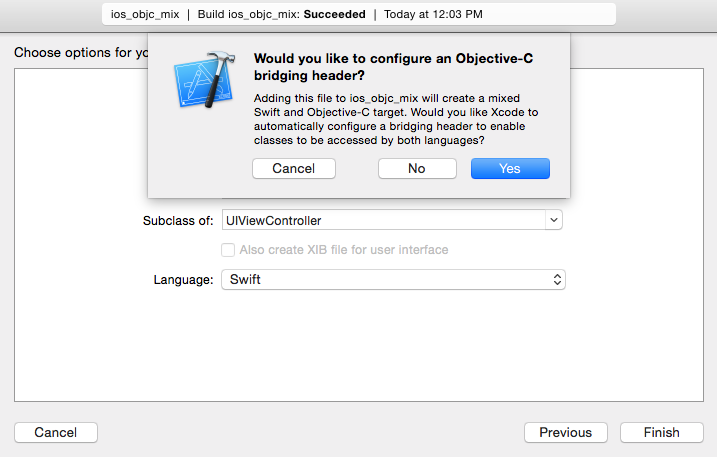 ios_objc_mix | Build ios_objc_mix: Succeeded | Today at 12:03 PM
Choose options for yo
Would you like to configure an Objective-C
bridging header?
Adding this file to ios_objc_mix will create a mixed
Swift and Objective-C target. Would you like Xcode to
automatically configure a bridging header to enable
classes to be accessed by both languages?
Cancel No Yes
Subclass of: UIViewController
Also create XIB file for user interface
Language: Swift
Cancel Previous Finish